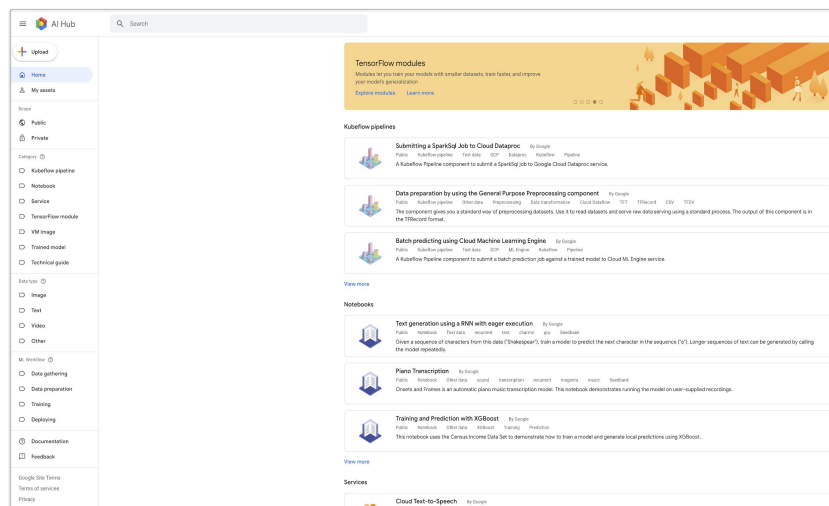 AI Hub
Search
Upload
Home
My assets
Scope
Public
Private
Category
Kubeflow pipeline
Notebook
Service
TensorFlow module
VM image
Trained model
Technical guide
Data type
Image
Text
Video
Other
ML Workflow
Data gathering
Data preparation
Training
Deploying
Documentation
Feedback
Google Site Terms
Terms of services
Privacy
TensorFlow modules
Modules let you train your models with smaller datasets, train faster, and improve
your model's generalization
Explore modules Learn more
Kubeflow pipelines
Submitting a SparkSql Job to Cloud Dataproc By Google
Public Kubeflow pipeline Text data GCP Dataproc Kubeflow Pipeline
A Kubeflow Pipeline component to submit a SparkSql job to Google Cloud Dataproc service.
Data preparation by using the General Purpose Preprocessing component By Google
Public Kubeflow pipeline Other data Preprocessing Data transformation Cloud Dataflow TFT TFRecord CSV TFDV
The component gives you a standard way of preprocessing datasets. Use it to read datasets and serve raw data serving using a standard process. The output of this component is in
the TFRecord format.
Batch predicting using Cloud Machine Learning Engine By Google
Public Kubeflow pipeline Text data GCP ML Engine Kubeflow Pipeline
A Kubeflow Pipeline component to submit a batch prediction job against a trained model to Cloud ML Engine service.
View more
Notebooks
Text generation using a RNN with eager execution By Google
Public Notebook Text data recurrent text charrnn gru Seedbank
Given a sequence of characters from this data ("Shakespear"), train a model to predict the next character in the sequence ("e"). Longer sequences of text can be generated by calling
the model repeatedly.
Piano Transcription By Google
Public Notebook Other data sound transcription recurrent magenta music Seedbank
Onsets and Frames is an automatic piano music transcription model. This notebook demonstrates running the model on user-supplied recordings.
Training and Prediction with XGBoost By Google
Public Notebook Other data XGBoost Training Prediction
This notebook uses the Census Income Data Set to demonstrate how to train a model and generate local predictions using XGBoost.
View more
Services
Cloud Text-to-Speech By Google